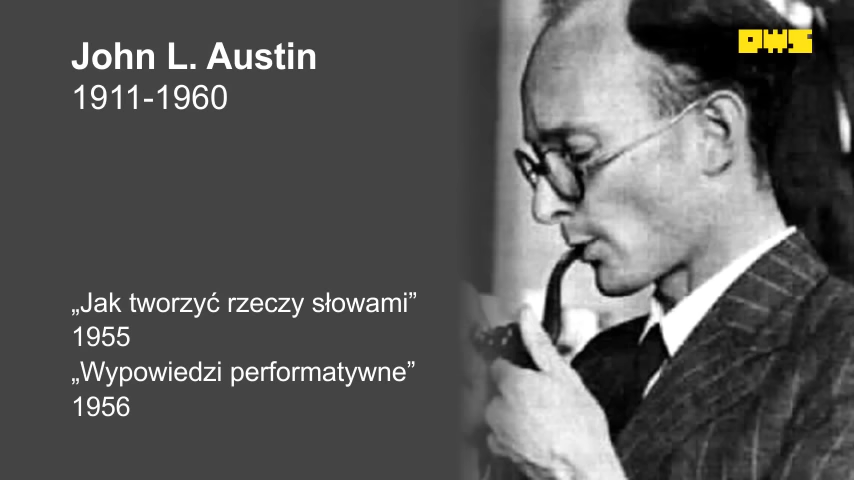 John L. Austin
1911-1960
OWS
„Jak tworzyć rzeczy słowami”
1955
„Wypowiedzi performatywne”
1956